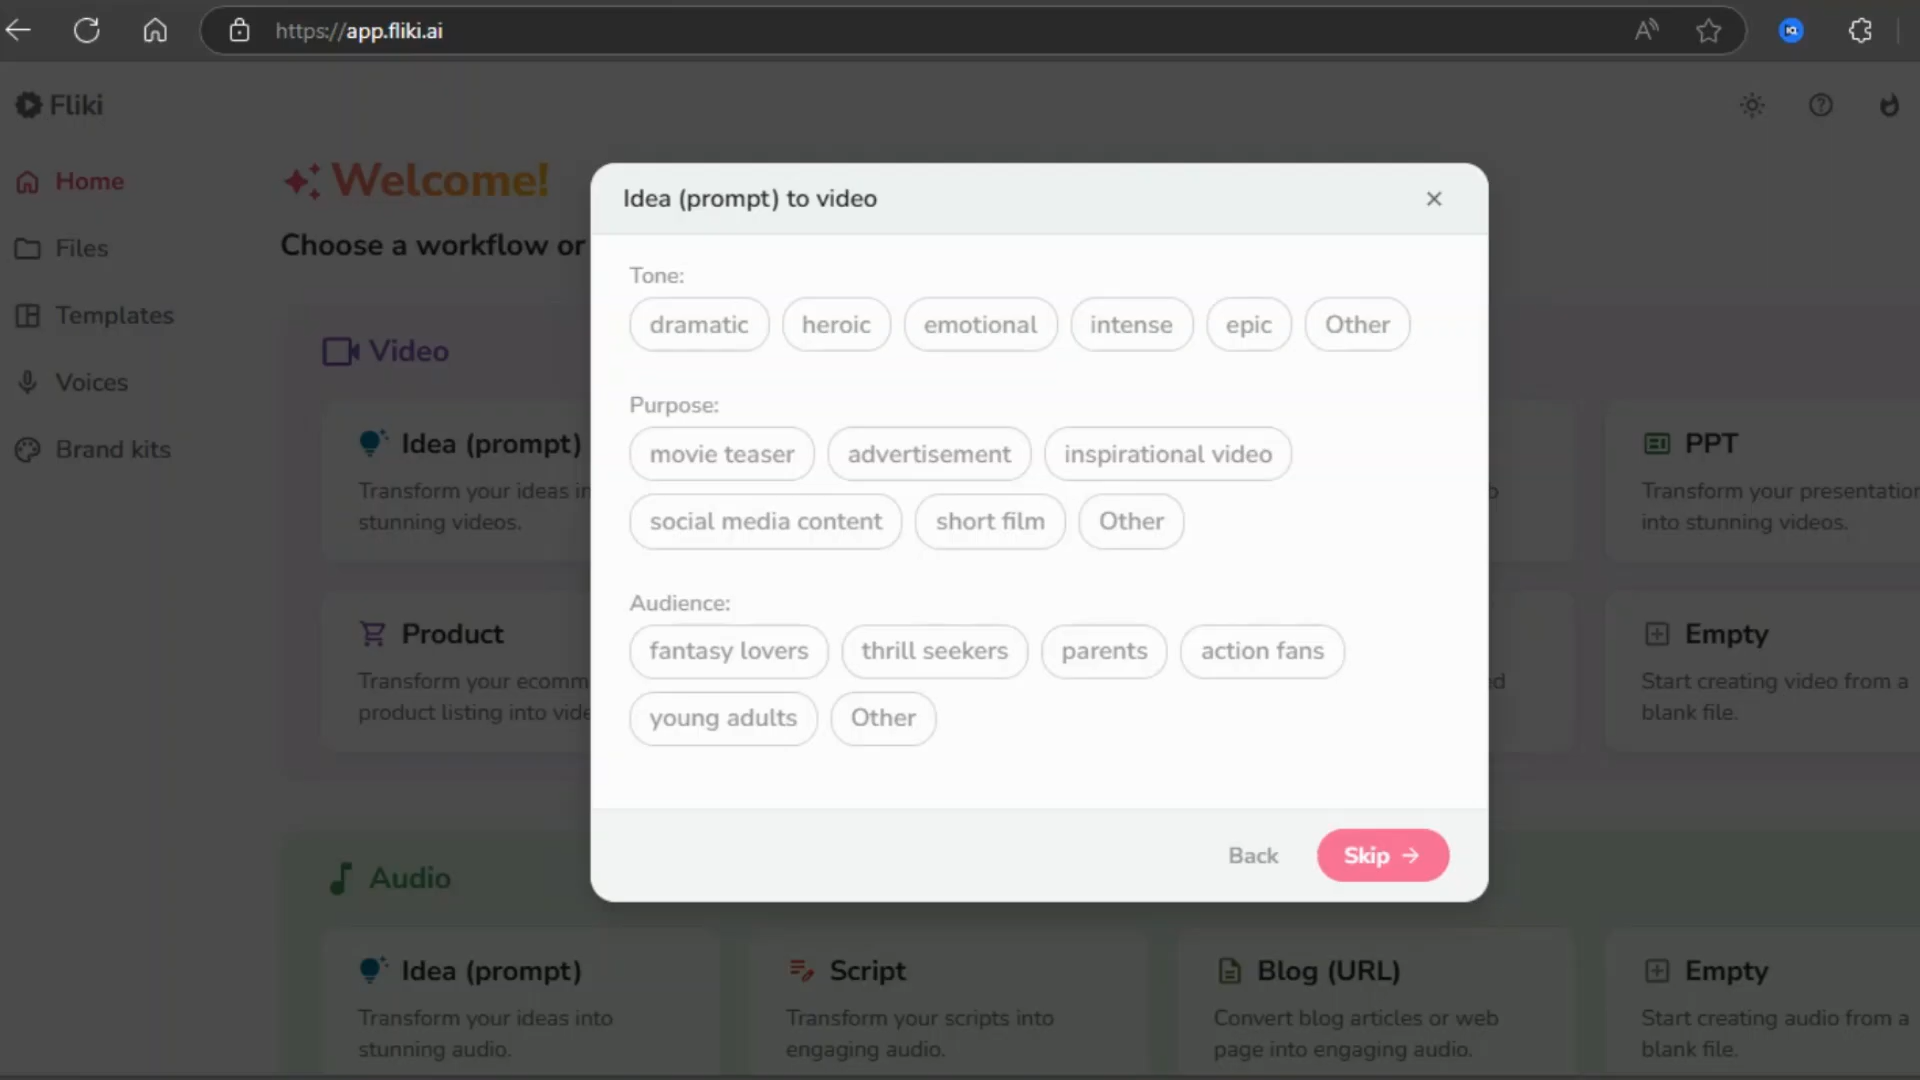 https://app.fliki.ai
Fliki
Home
Files
Templates
Voices
Brand kits
Welcome!
Choose a workflow or
Video
Idea (prompt)
Transform your ideas in
stunning videos.
PPT
Transform your presentation
into stunning videos.
Product
Transform your ecomm
product listing into vide
Empty
Start creating video from a
blank file.
Idea (prompt) to video
Tone:
dramatic heroic emotional intense epic Other
Purpose:
movie teaser advertisement inspirational video
social media content short film Other
Audience:
fantasy lovers thrill seekers parents action fans
young adults Other
Back Skip →
Audio
Idea (prompt)
Transform your ideas into
stunning audio.
Script
Transform your scripts into
engaging audio.
Blog (URL)
Convert blog articles or web
page into engaging audio.
Empty
Start creating audio from a
blank file.